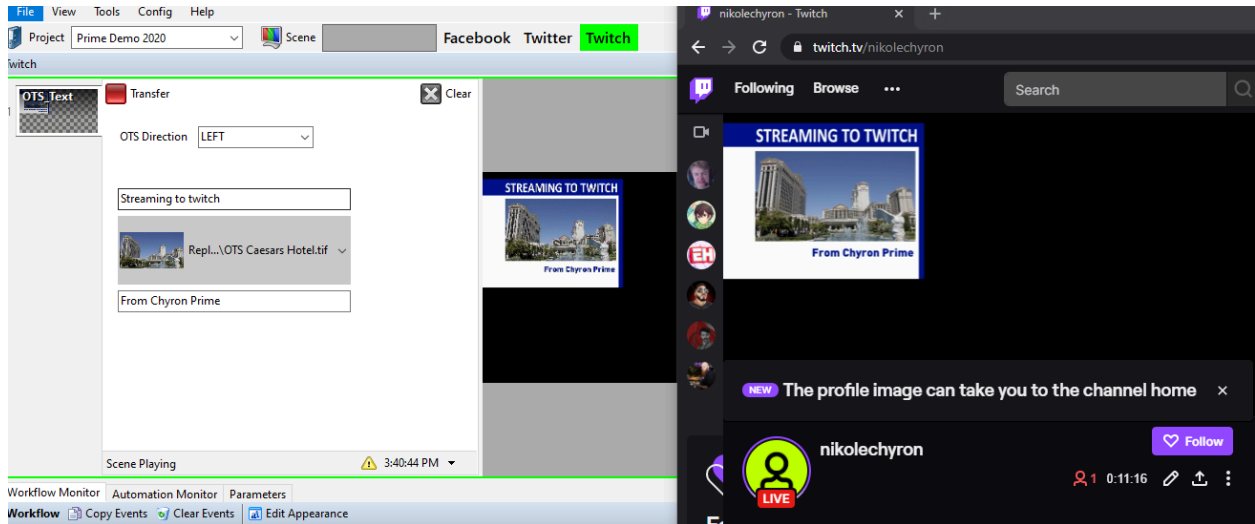 File View Tools Config Help
Project Prime Demo 2020 Scene Facebook Twitter Twitch
OTS_Text
Transfer
Clear
OTS Direction LEFT
Streaming to twitch
Repl...\OTS Caesars Hotel.tif
From Chyron Prime
Scene Playing
3:40:44 PM
STREAMING TO TWITCH
From Chyron Prime
Workflow Monitor Automation Monitor Parameters
Workflow Copy Events Clear Events Edit Appearance
nikolechyron - Twitch
twitch.tv/nikolechyron
Following Browse
Search
STREAMING TO TWITCH
From Chyron Prime
NEW The profile image can take you to the channel home
nikolechyron
Follow
1 0:11:16
LIVE